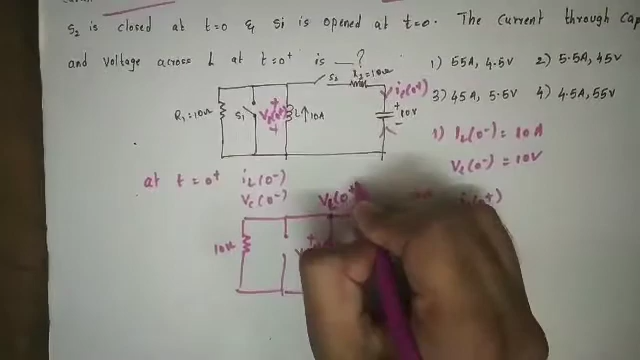 S₂ is closed at t=0 & S₁ is opened at t=0. The Current through Cap
and voltage across L at t=0⁺ is __ ?
1) 55A, 4.5V 2) 5.5A, 45V
3) 45A, 5.5V 4) 4.5A, 55V
S₂ R₂=10Ω
i_c(0⁺)
R₁=10Ω S₁ V_L(0⁺) L ↑10A + 10V −
1) I_L(0⁻) = 10A
V_c(0⁻) = 10V
at t=0⁺ i_L(0⁻)
V_c(0⁻)
V_L(0⁺)
10Ω